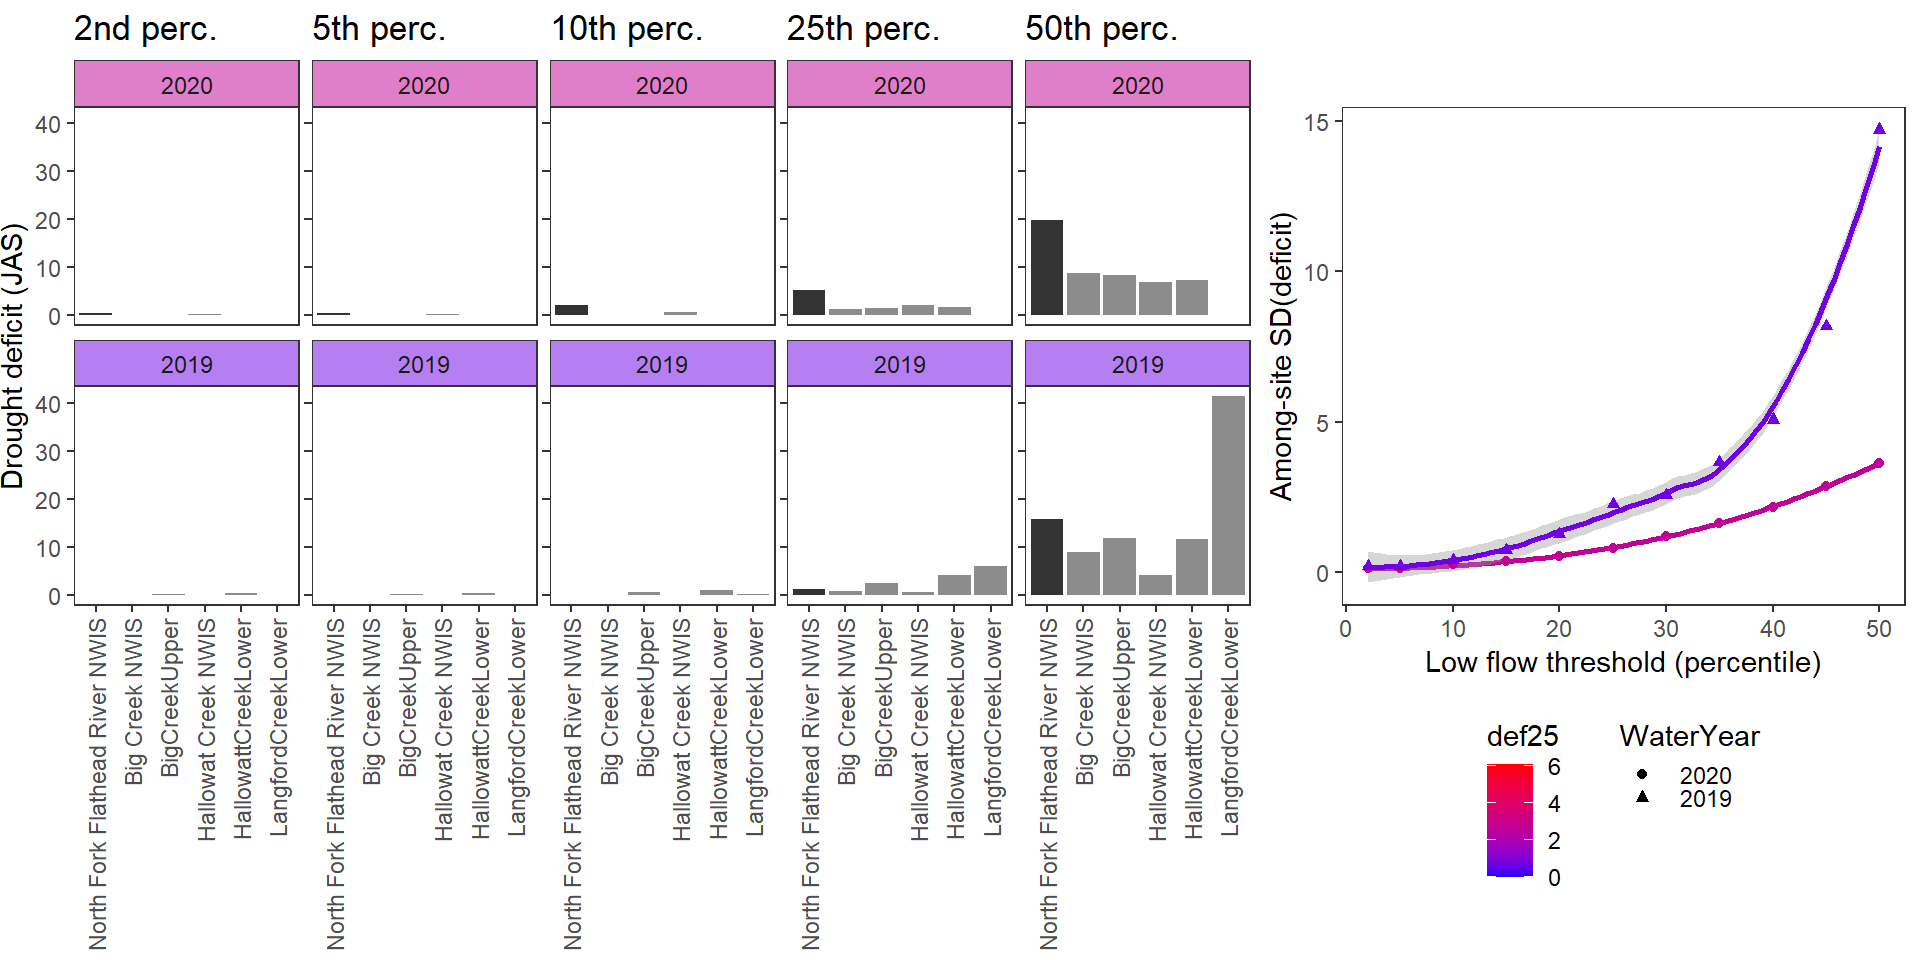 2nd perc.
5th perc.
10th perc.
25th perc.
50th perc.
Drought deficit (JAS)
2020
2020
2020
2020
2020
40
30
20
10
0
2019
2019
2019
2019
2019
40
30
20
10
0
North Fork Flathead River NWIS
Big Creek NWIS
BigCreekUpper
Hallowat Creek NWIS
HallowattCreekLower
LangfordCreekLower
North Fork Flathead River NWIS
Big Creek NWIS
BigCreekUpper
Hallowat Creek NWIS
HallowattCreekLower
LangfordCreekLower
North Fork Flathead River NWIS
Big Creek NWIS
BigCreekUpper
Hallowat Creek NWIS
HallowattCreekLower
LangfordCreekLower
North Fork Flathead River NWIS
Big Creek NWIS
BigCreekUpper
Hallowat Creek NWIS
HallowattCreekLower
LangfordCreekLower
North Fork Flathead River NWIS
Big Creek NWIS
BigCreekUpper
Hallowat Creek NWIS
HallowattCreekLower
LangfordCreekLower
Among-site SD(deficit)
15
10
5
0
0 10 20 30 40 50
Low flow threshold (percentile)
def25
6
4
2
0
WaterYear
2020
2019